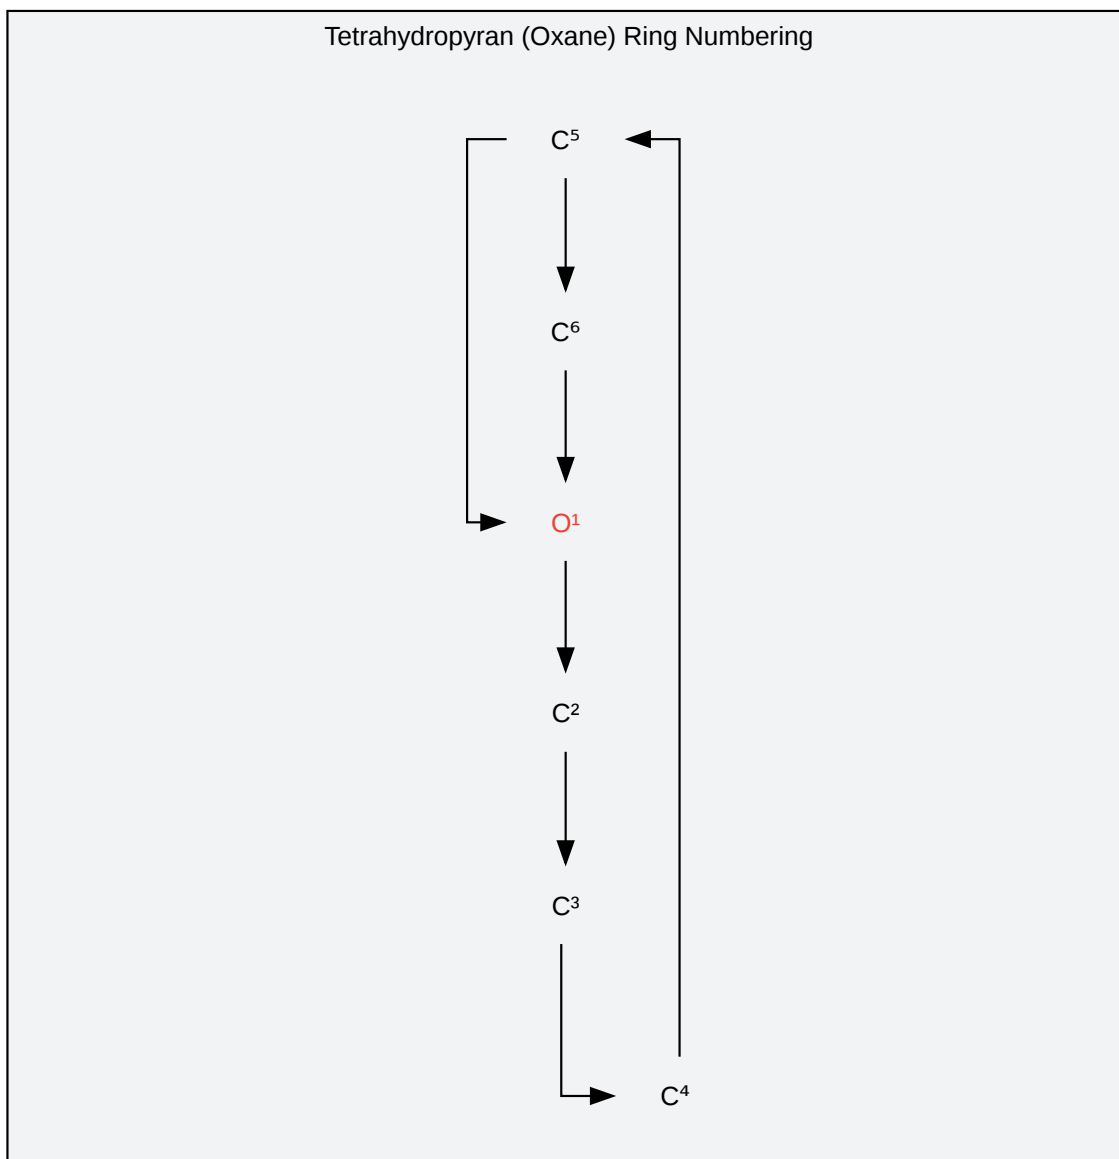 Tetrahydropyran (Oxane) Ring Numbering
C⁵
C⁶
O¹
C²
C³
C⁴